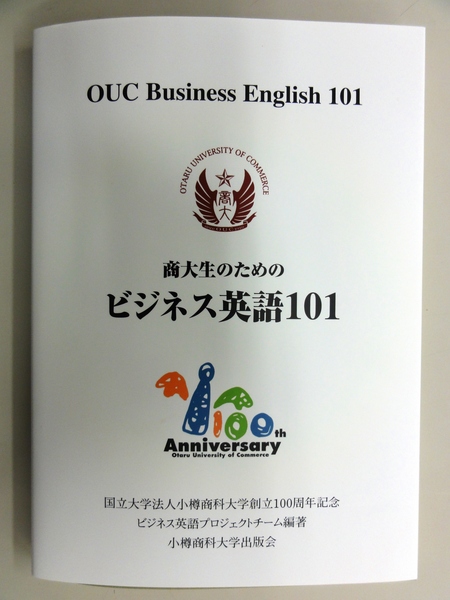 OUC Business English 101
OTARU UNIVERSITY OF COMMERCE
商大
商大生のための
ビジネス英語101
100th
Anniversary
Otaru University of Commerce
国立大学法人小樽商科大学創立100周年記念
ビジネス英語プロジェクトチーム編著
小樽商科大学出版会